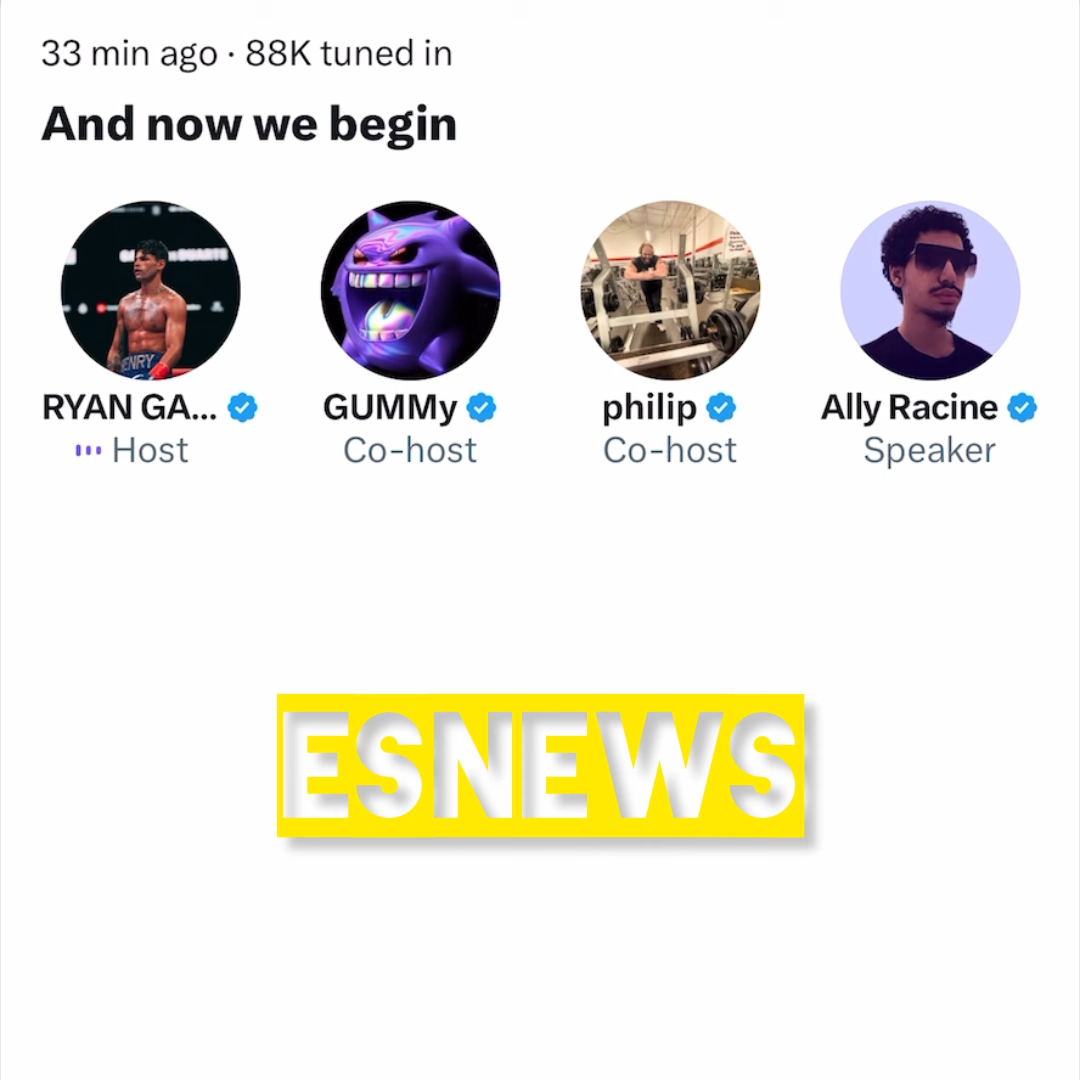 33 min ago · 88K tuned in
And now we begin
ENRY
RYAN GA... GUMMy philip Ally Racine
Host Co-host Co-host Speaker
ESNEWS